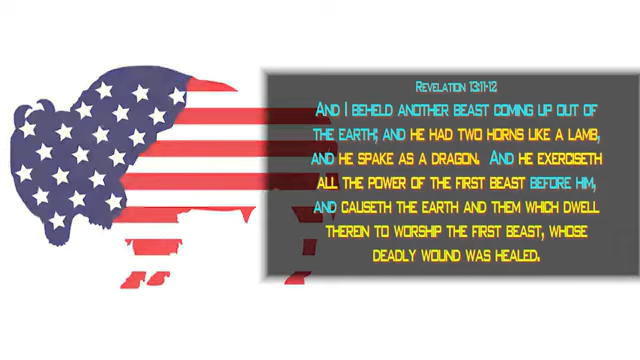 Revelation 13:11-12
And I beheld another beast coming up out of
the earth; and he had two horns like a lamb,
and he spake as a dragon. And he exerciseth
all the power of the first beast before him,
and causeth the earth and them which dwell
therein to worship the first beast, whose
deadly wound was healed.